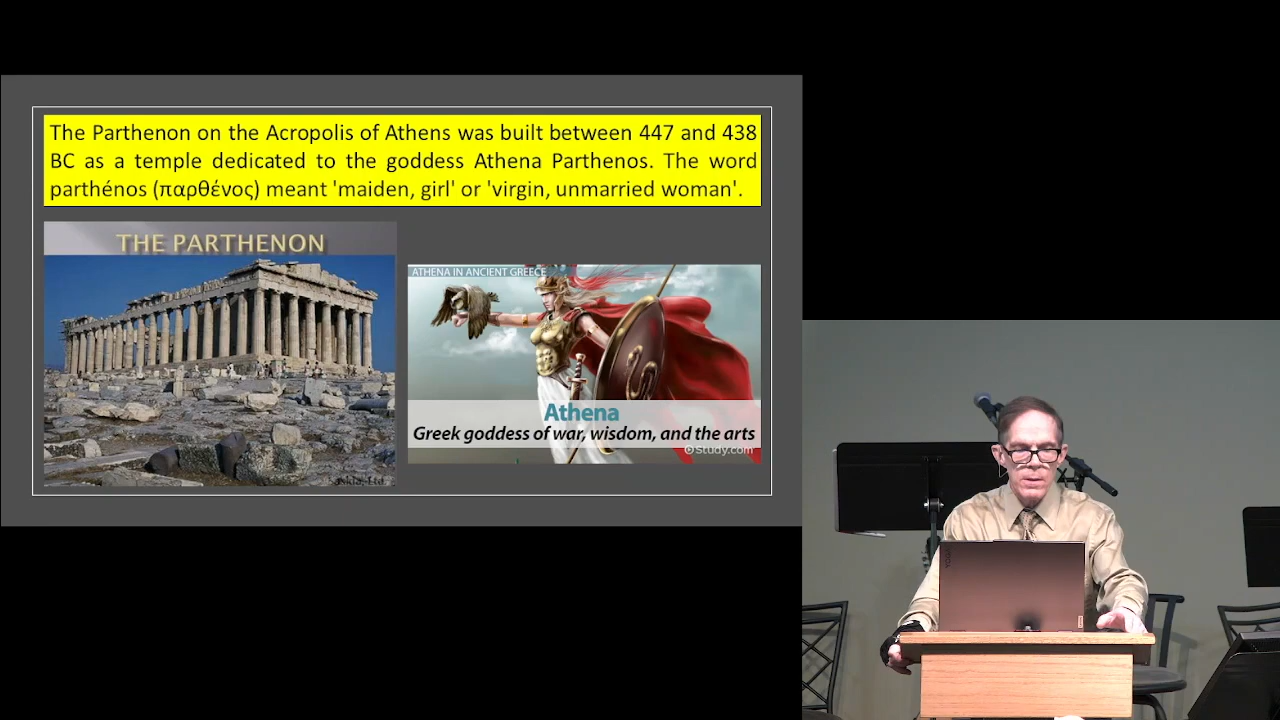 The Parthenon on the Acropolis of Athens was built between 447 and 438
BC as a temple dedicated to the goddess Athena Parthenos. The word
parthénos (παρθένος) meant 'maiden, girl' or 'virgin, unmarried woman'.
THE PARTHENON
ATHENA IN ANCIENT GREECE
Athena
Greek goddess of war, wisdom, and the arts
Study.com